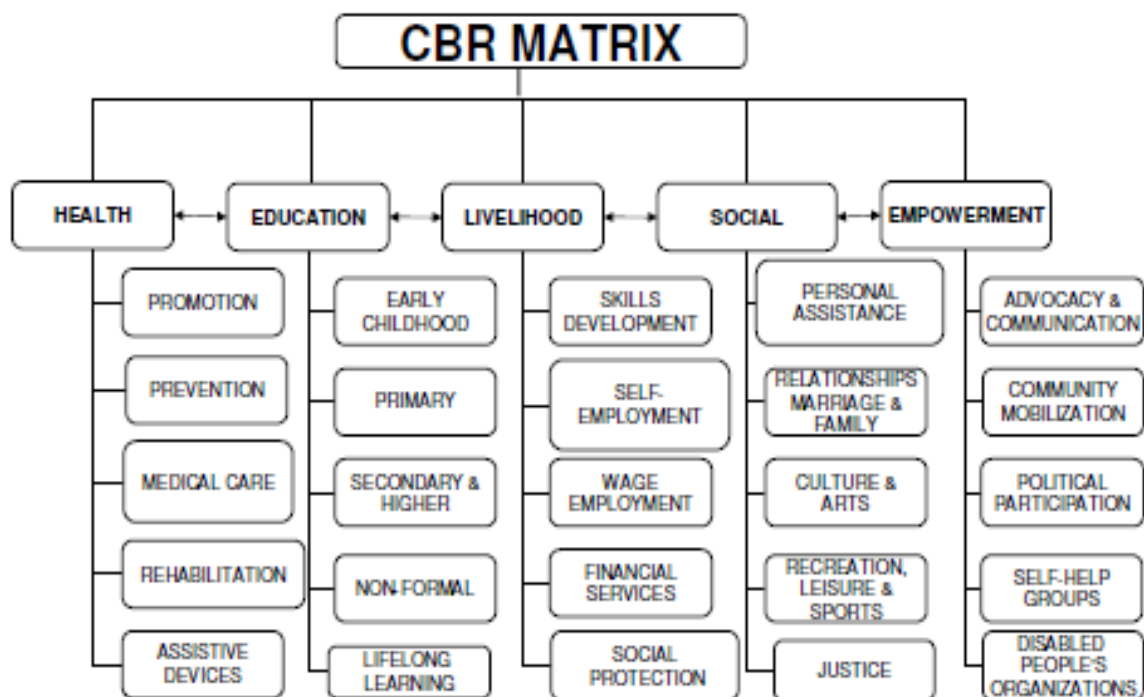 CBR MATRIX
HEALTH
EDUCATION
LIVELIHOOD
SOCIAL
EMPOWERMENT
PROMOTION
PREVENTION
MEDICAL CARE
REHABILITATION
ASSISTIVE
DEVICES
EARLY
CHILDHOOD
PRIMARY
SECONDARY &
HIGHER
NON-FORMAL
LIFELONG
LEARNING
SKILLS
DEVELOPMENT
SELF-
EMPLOYMENT
WAGE
EMPLOYMENT
FINANCIAL
SERVICES
SOCIAL
PROTECTION
PERSONAL
ASSISTANCE
RELATIONSHIPS
MARRIAGE &
FAMILY
CULTURE &
ARTS
RECREATION,
LEISURE &
SPORTS
JUSTICE
ADVOCACY &
COMMUNICATION
COMMUNITY
MOBILIZATION
POLITICAL
PARTICIPATION
SELF-HELP
GROUPS
DISABLED
PEOPLE'S
ORGANIZATIONS